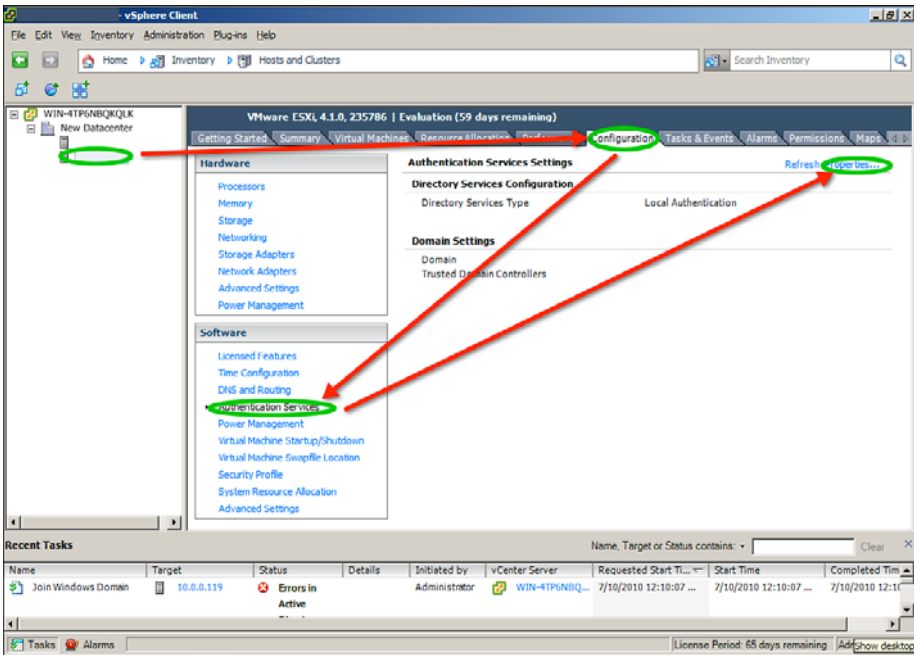 - vSphere Client
File Edit View Inventory Administration Plug-ins Help
Home Inventory Hosts and Clusters
Search Inventory
WIN-4TP6NBQKQLK
New Datacenter
VMware ESXi, 4.1.0, 235786 | Evaluation (59 days remaining)
Getting Started Summary Virtual Machines Resource Allocation Configuration Tasks & Events Alarms Permissions Maps
Hardware
Processors
Memory
Storage
Networking
Storage Adapters
Network Adapters
Advanced Settings
Power Management
Software
Licensed Features
Time Configuration
DNS and Routing
Authentication Services
Power Management
Virtual Machine Startup/Shutdown
Virtual Machine Swapfile Location
Security Profile
System Resource Allocation
Advanced Settings
Authentication Services Settings
Refresh Properties...
Directory Services Configuration
Directory Services Type Local Authentication
Domain Settings
Domain
Trusted Domain Controllers
Recent Tasks
Name, Target or Status contains:
Clear
Name Target Status Details Initiated by vCenter Server Requested Start Ti... Start Time Completed Tim
Join Windows Domain 10.0.0.119 Errors in Administrator WIN-4TP6NBQ... 7/10/2010 12:10:07 ... 7/10/2010 12:10:07 ... 7/10/2010 12:10
Active
Tasks Alarms
License Period: 65 days remaining
Show desktop